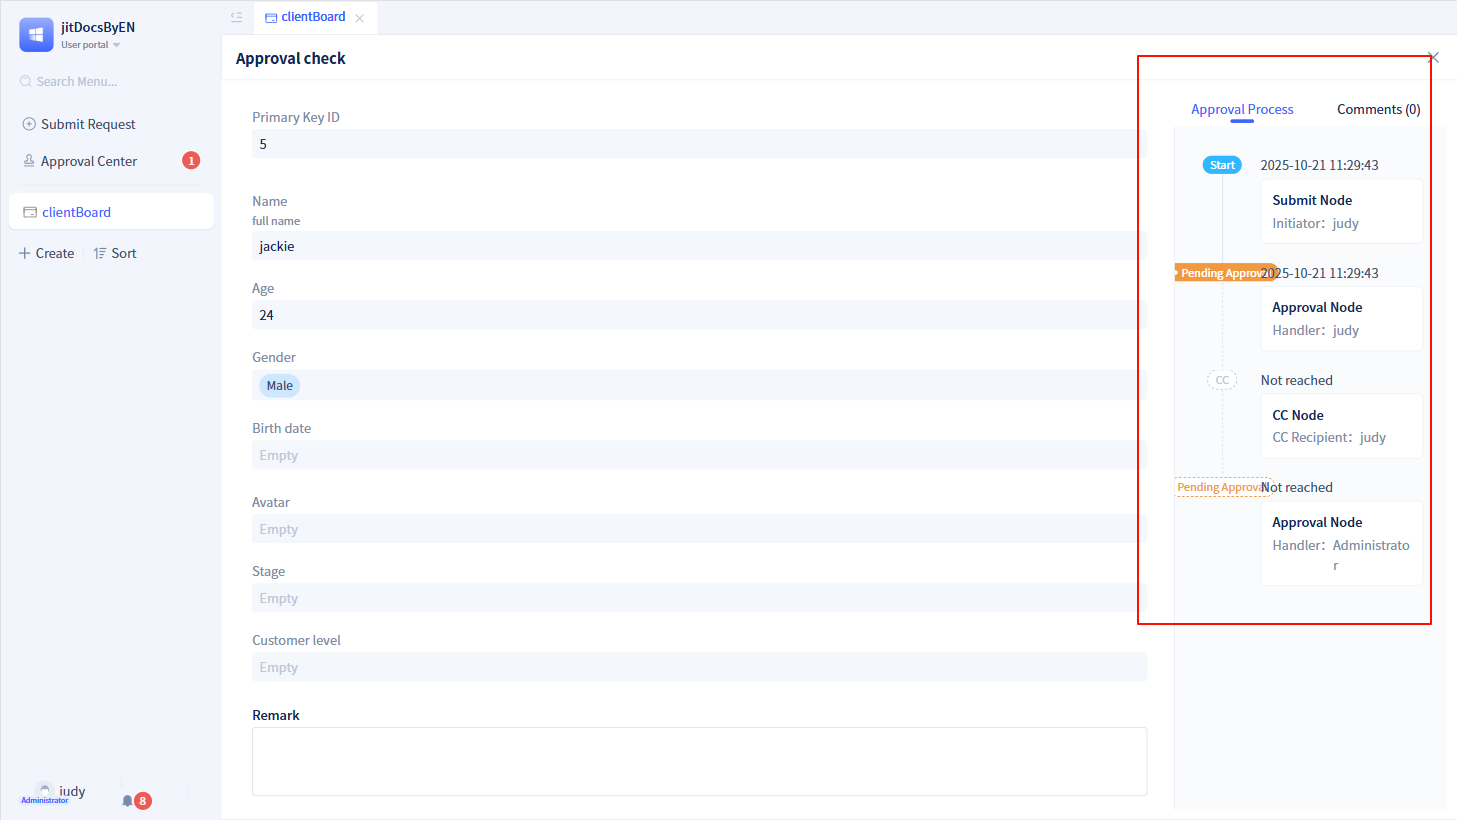 jitDocsByEN
User portal
Search Menu...
Submit Request
Approval Center
1
clientBoard
Create
Sort
judy
Administrator
8
clientBoard
Approval check
Primary Key ID
5
Name
full name
jackie
Age
24
Gender
Male
Birth date
Empty
Avatar
Empty
Stage
Empty
Customer level
Empty
Remark
Approval Process
Comments (0)
Start
2025-10-21 11:29:43
Submit Node
Initiator: judy
Pending Approval
2025-10-21 11:29:43
Approval Node
Handler: judy
CC
Not reached
CC Node
CC Recipient: judy
Pending Approval
Not reached
Approval Node
Handler: Administrato
r